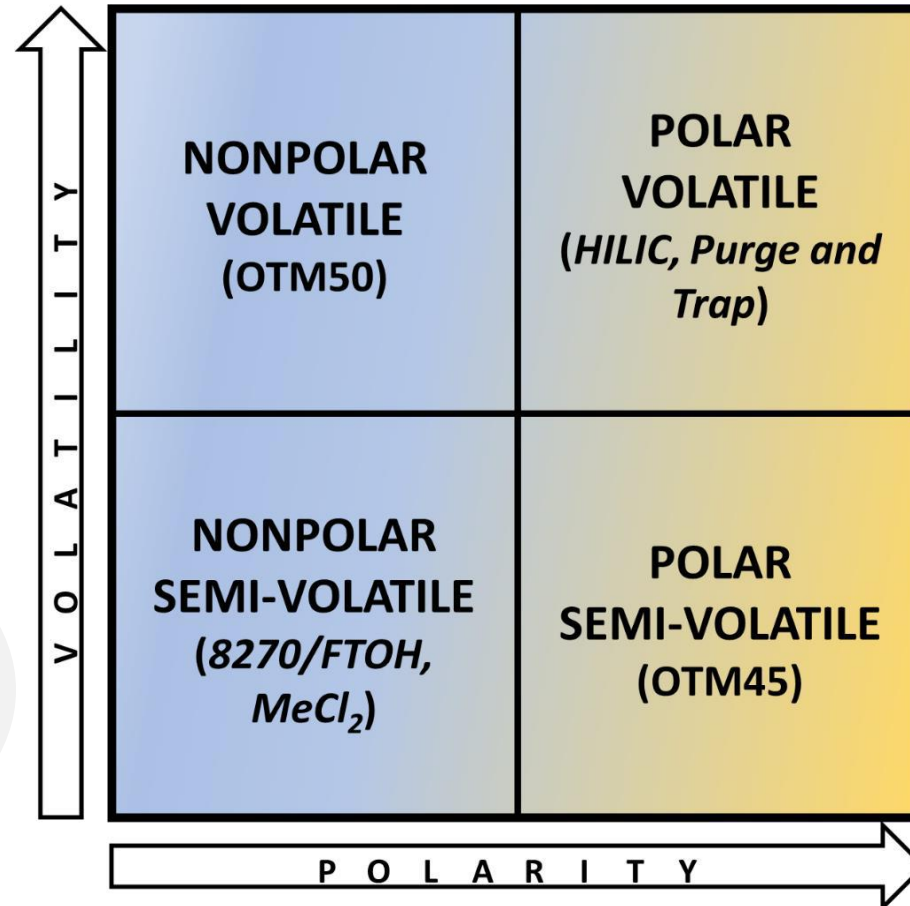 VOLATILITY
NONPOLAR
VOLATILE
(OTM50)
POLAR
VOLATILE
(HILIC, Purge and
Trap)
NONPOLAR
SEMI-VOLATILE
(8270/FTOH,
MeCl₂)
POLAR
SEMI-VOLATILE
(OTM45)
POLARITY